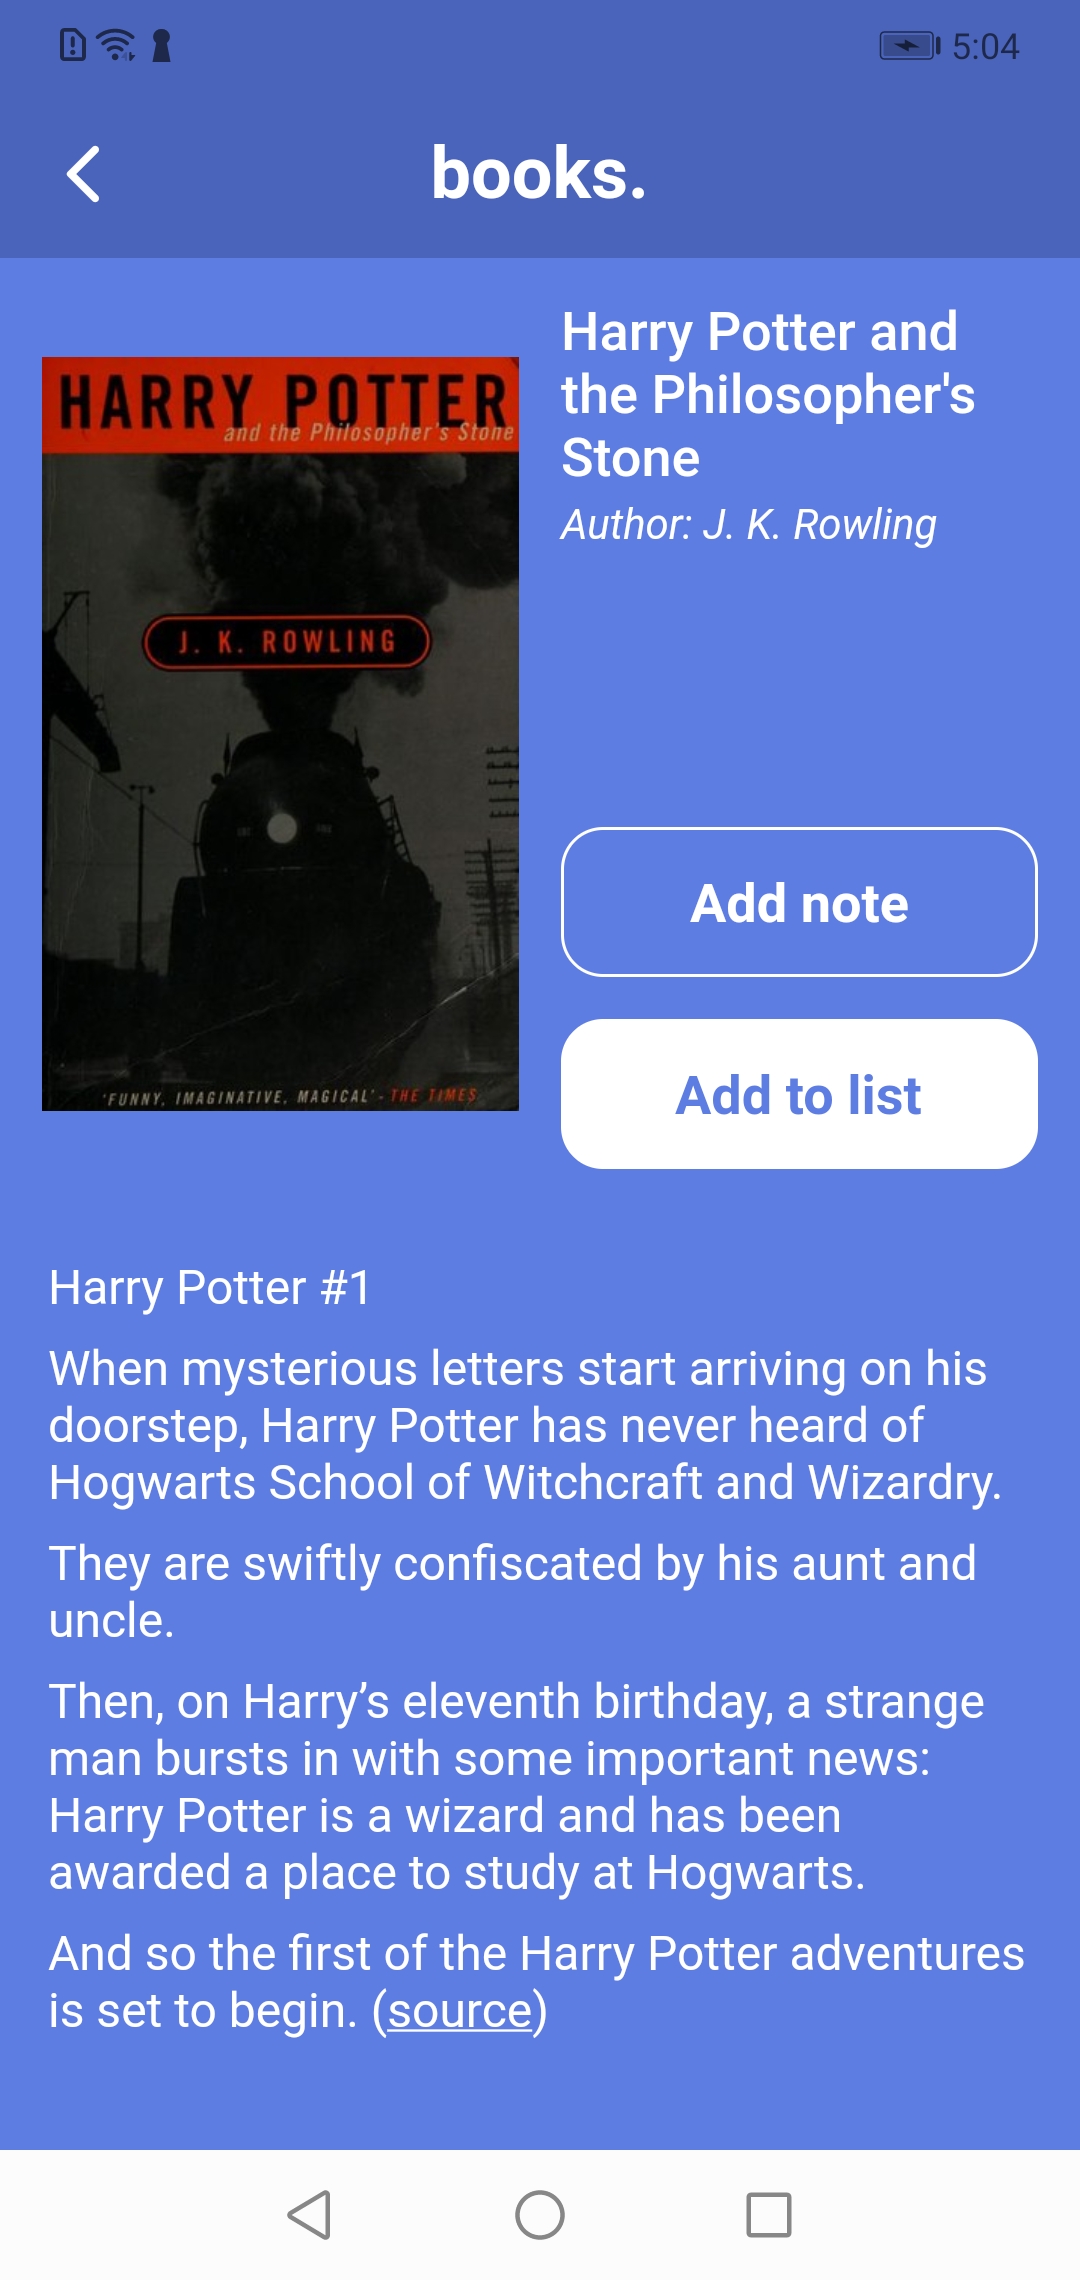 5:04
books.
HARRY POTTER
and the Philosopher's Stone
J. K. ROWLING
'FUNNY, IMAGINATIVE, MAGICAL' - THE TIMES
Harry Potter and
the Philosopher's
Stone
Author: J. K. Rowling
Add note
Add to list
Harry Potter #1
When mysterious letters start arriving on his
doorstep, Harry Potter has never heard of
Hogwarts School of Witchcraft and Wizardry.
They are swiftly confiscated by his aunt and
uncle.
Then, on Harry’s eleventh birthday, a strange
man bursts in with some important news:
Harry Potter is a wizard and has been
awarded a place to study at Hogwarts.
And so the first of the Harry Potter adventures
is set to begin. (source)